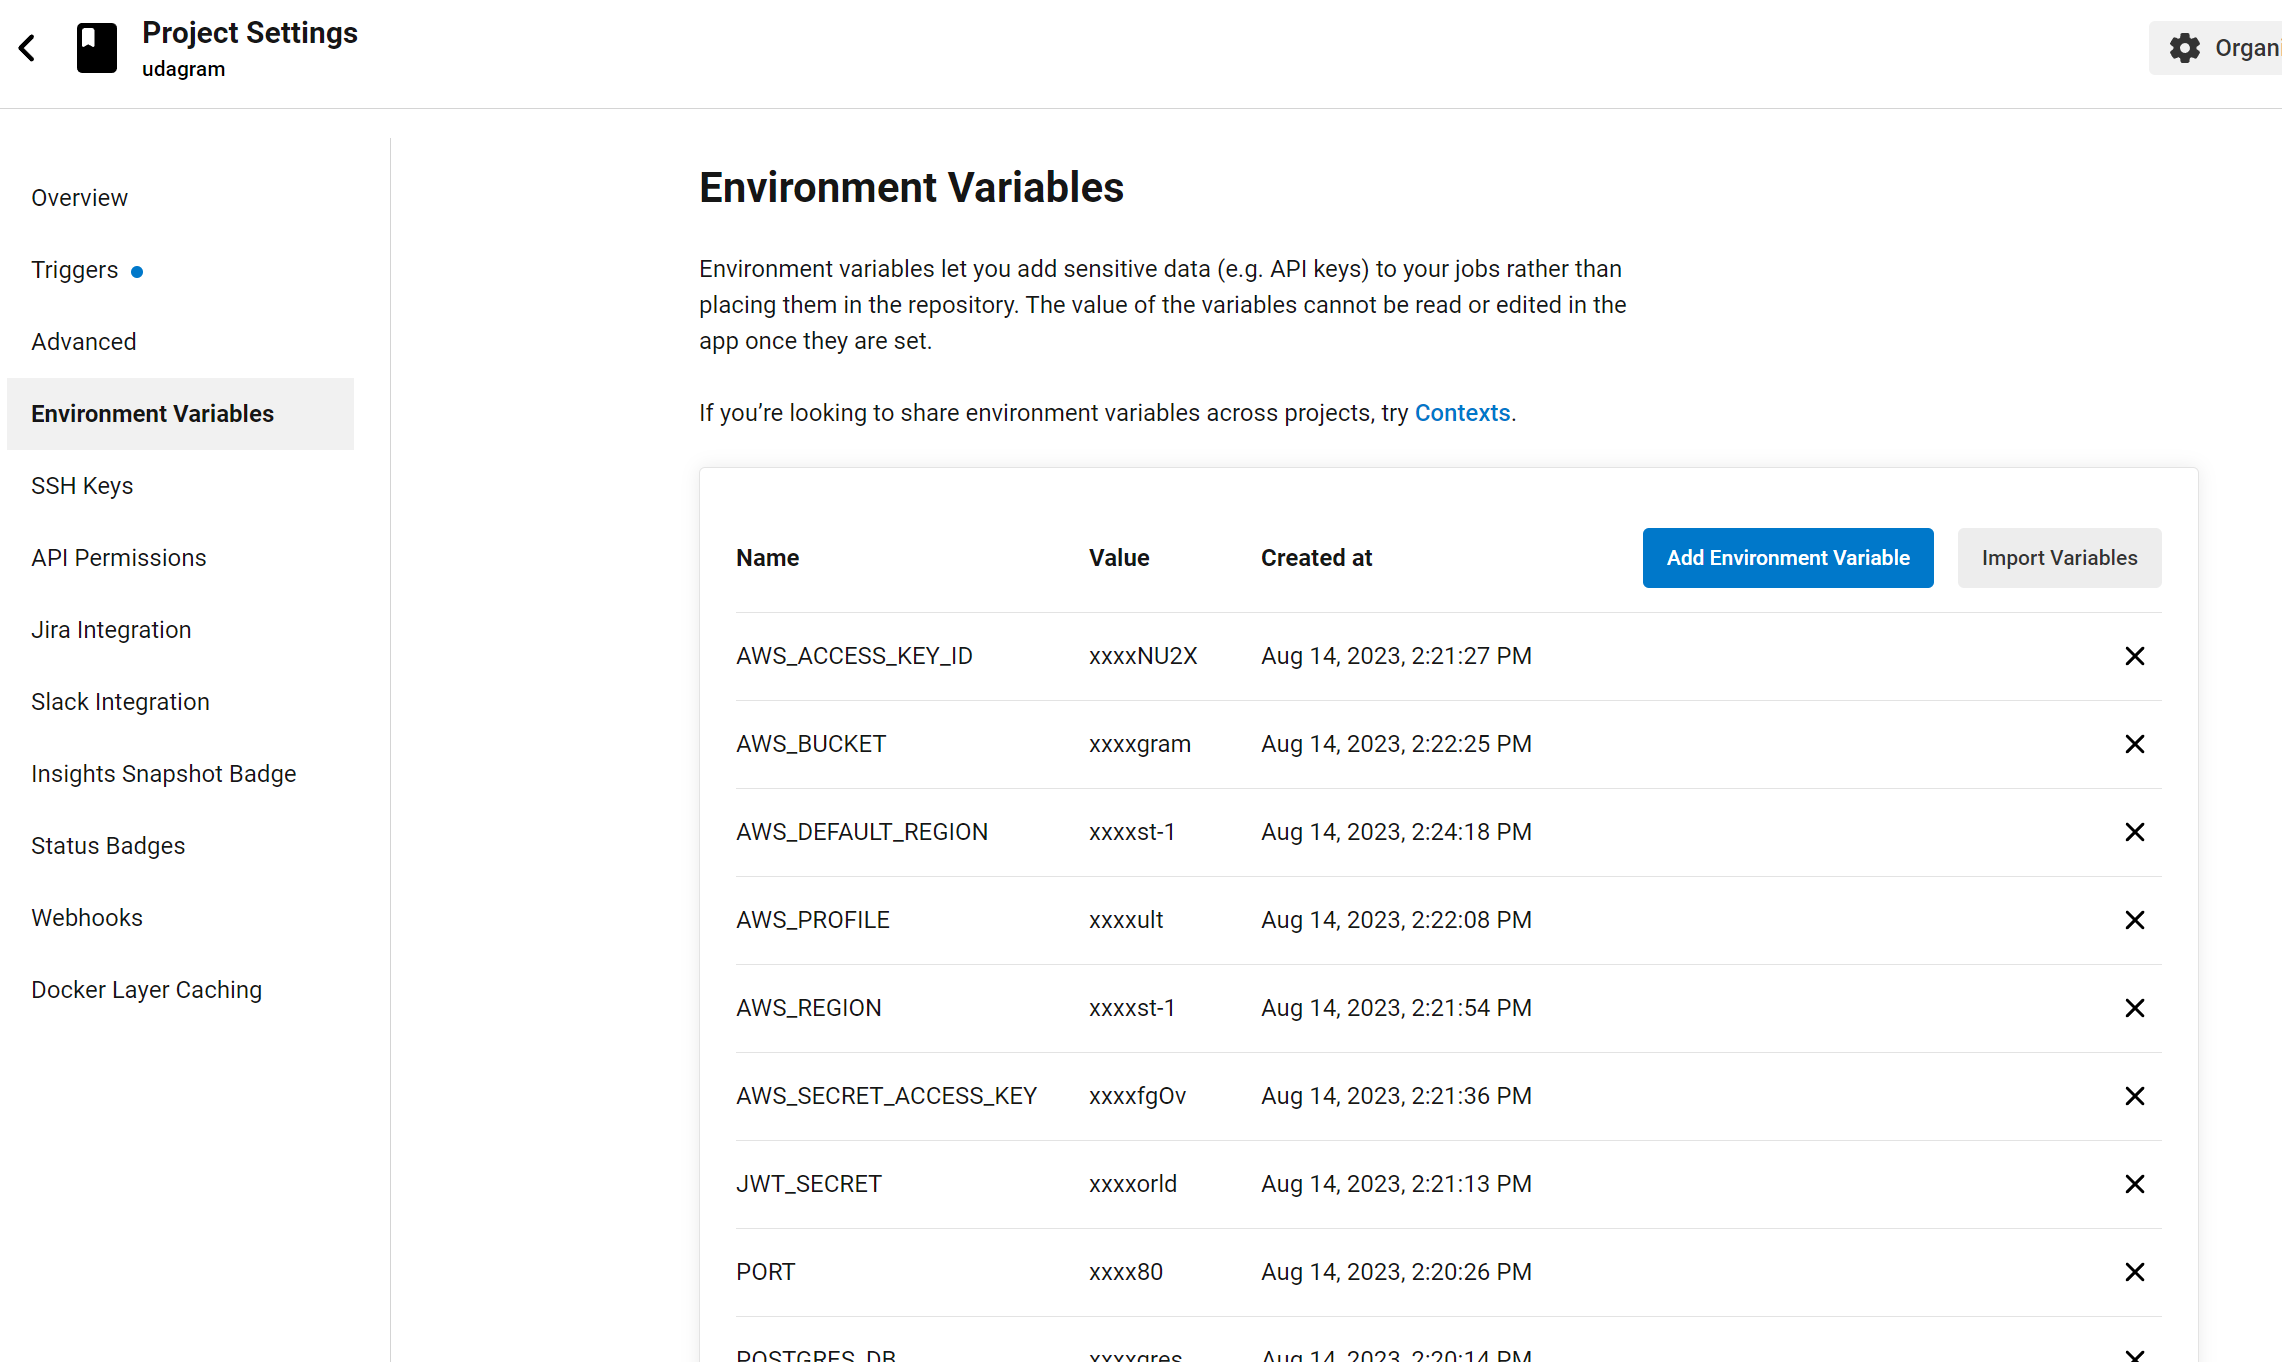 Project Settings
udagram
Organi
Overview
Triggers
Advanced
Environment Variables
SSH Keys
API Permissions
Jira Integration
Slack Integration
Insights Snapshot Badge
Status Badges
Webhooks
Docker Layer Caching
Environment Variables
Environment variables let you add sensitive data (e.g. API keys) to your jobs rather than
placing them in the repository. The value of the variables cannot be read or edited in the
app once they are set.
If you’re looking to share environment variables across projects, try Contexts.
Name Value Created at Add Environment Variable Import Variables
AWS_ACCESS_KEY_ID xxxxNU2X Aug 14, 2023, 2:21:27 PM
AWS_BUCKET xxxxgram Aug 14, 2023, 2:22:25 PM
AWS_DEFAULT_REGION xxxxst-1 Aug 14, 2023, 2:24:18 PM
AWS_PROFILE xxxxult Aug 14, 2023, 2:22:08 PM
AWS_REGION xxxxst-1 Aug 14, 2023, 2:21:54 PM
AWS_SECRET_ACCESS_KEY xxxxfgOv Aug 14, 2023, 2:21:36 PM
JWT_SECRET xxxxorld Aug 14, 2023, 2:21:13 PM
PORT xxxx80 Aug 14, 2023, 2:20:26 PM
POSTGRES_DB xxxxgres Aug 14, 2023, 2:20:14 PM